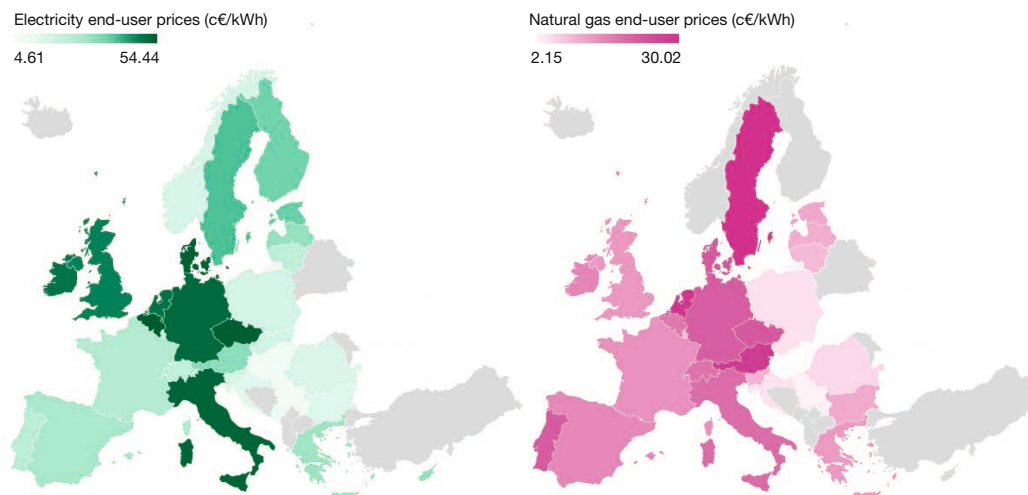 Electricity end-user prices (c€/kWh)
4.61 54.44
Natural gas end-user prices (c€/kWh)
2.15 30.02